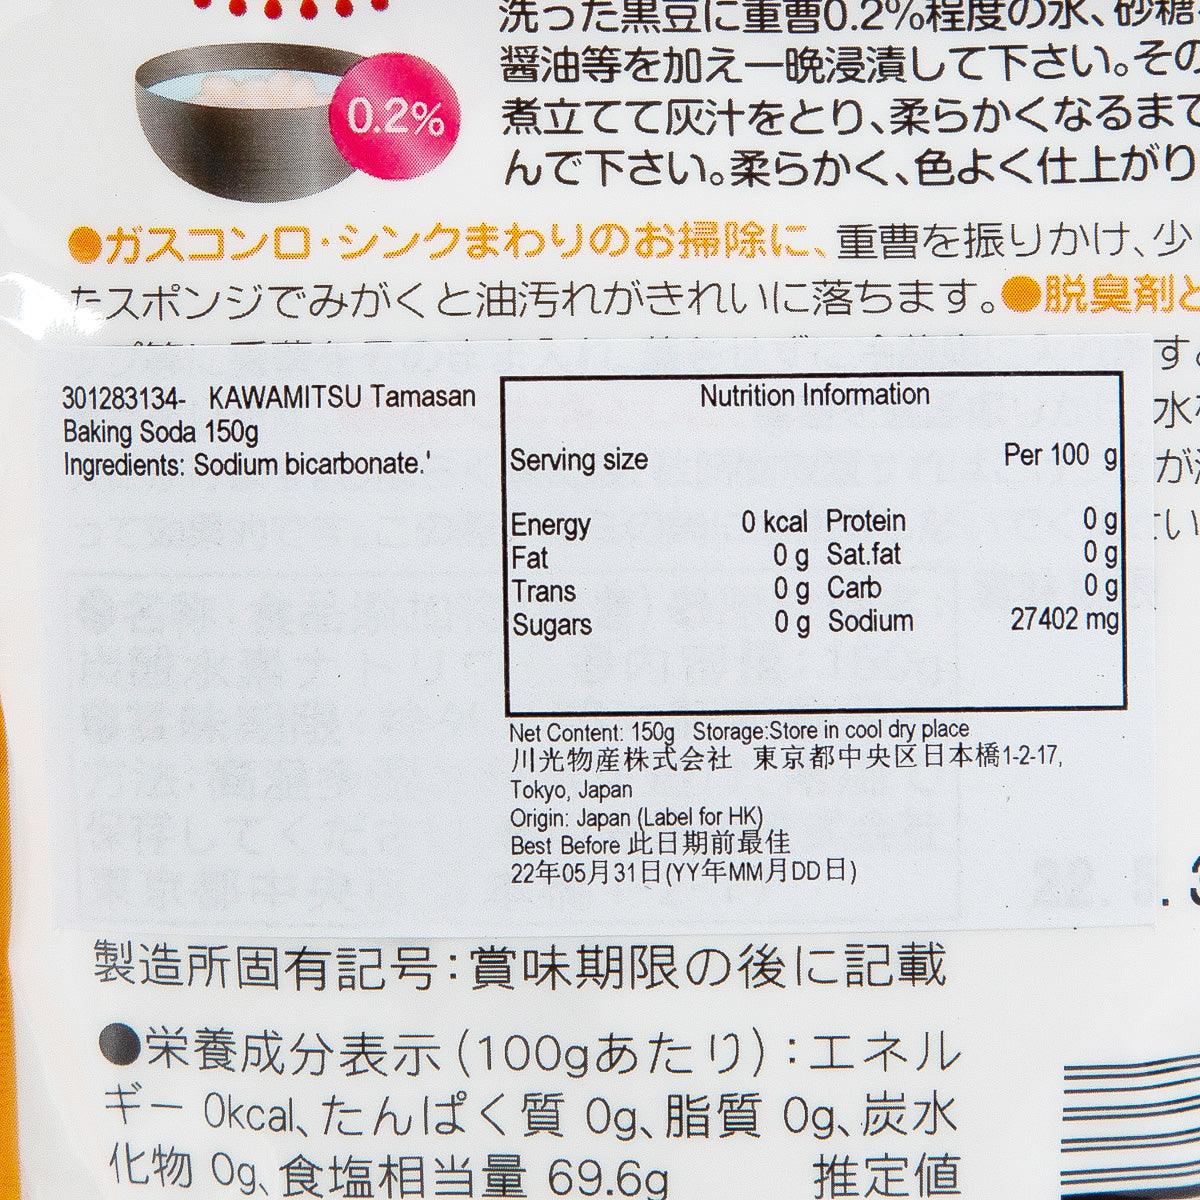 洗った黒豆に重曹0.2%程度の水、砂糖
醤油等を加え一晩浸漬して下さい。その
煮立てて灰汁をとり、柔らかくなるまで
んで下さい。柔らかく、色よく仕上がり
0.2%
●ガスコンロ・シンクまわりのお掃除に、重曹を振りかけ、少
たスポンジでみがくと油汚れがきれいに落ちます。●脱臭剤と
す
水
が
い
301283134- KAWAMITSU Tamasan
Baking Soda 150g
Ingredients: Sodium bicarbonate.'
Nutrition Information
Serving size Per 100 g
Energy 0 kcal Protein 0 g
Fat 0 g Sat.fat 0 g
Trans 0 g Carb 0 g
Sugars 0 g Sodium 27402 mg
Net Content: 150g Storage:Store in cool dry place
川光物産株式会社 東京都中央区日本橋1-2-17,
Tokyo, Japan
Origin: Japan (Label for HK)
Best Before 此日期前最佳
22年05月31日(YY年MM月DD日)
製造所固有記号:賞味期限の後に記載
●栄養成分表示(100gあたり):エネル
ギー 0kcal、たんぱく質 0g、脂質 0g、炭水
化物 0g、食塩相当量 69.6g 推定値